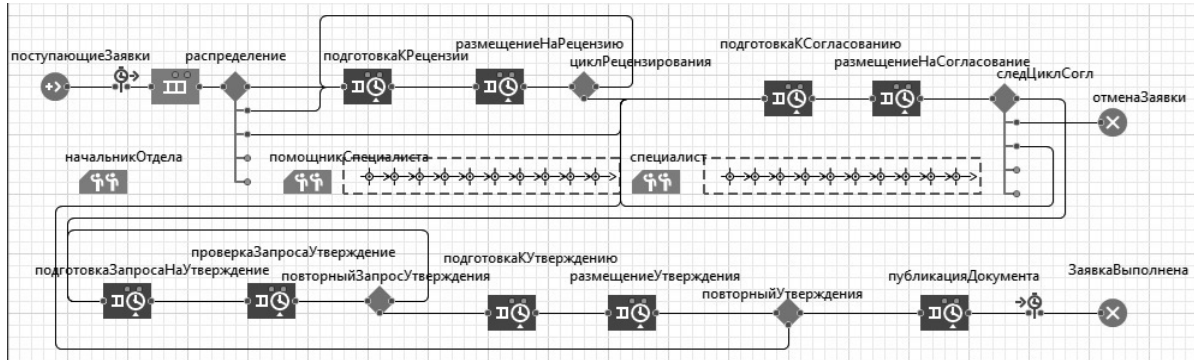 поступающиеЗаявки
распределение
подготовкаКРецензии
размещениеНаРецензию
циклРецензирования
подготовкаКСогласованию
размещениеНаСогласование
следЦиклСогл
отменаЗаявки
начальникОтдела
помощникСпециалиста
специалист
подготовкаЗапросаНаУтверждение
проверкаЗапросаУтверждение
повторныйЗапросУтверждения
подготовкаКУтверждению
размещениеУтверждения
повторныйУтверждения
публикацияДокумента
ЗаявкаВыполнена